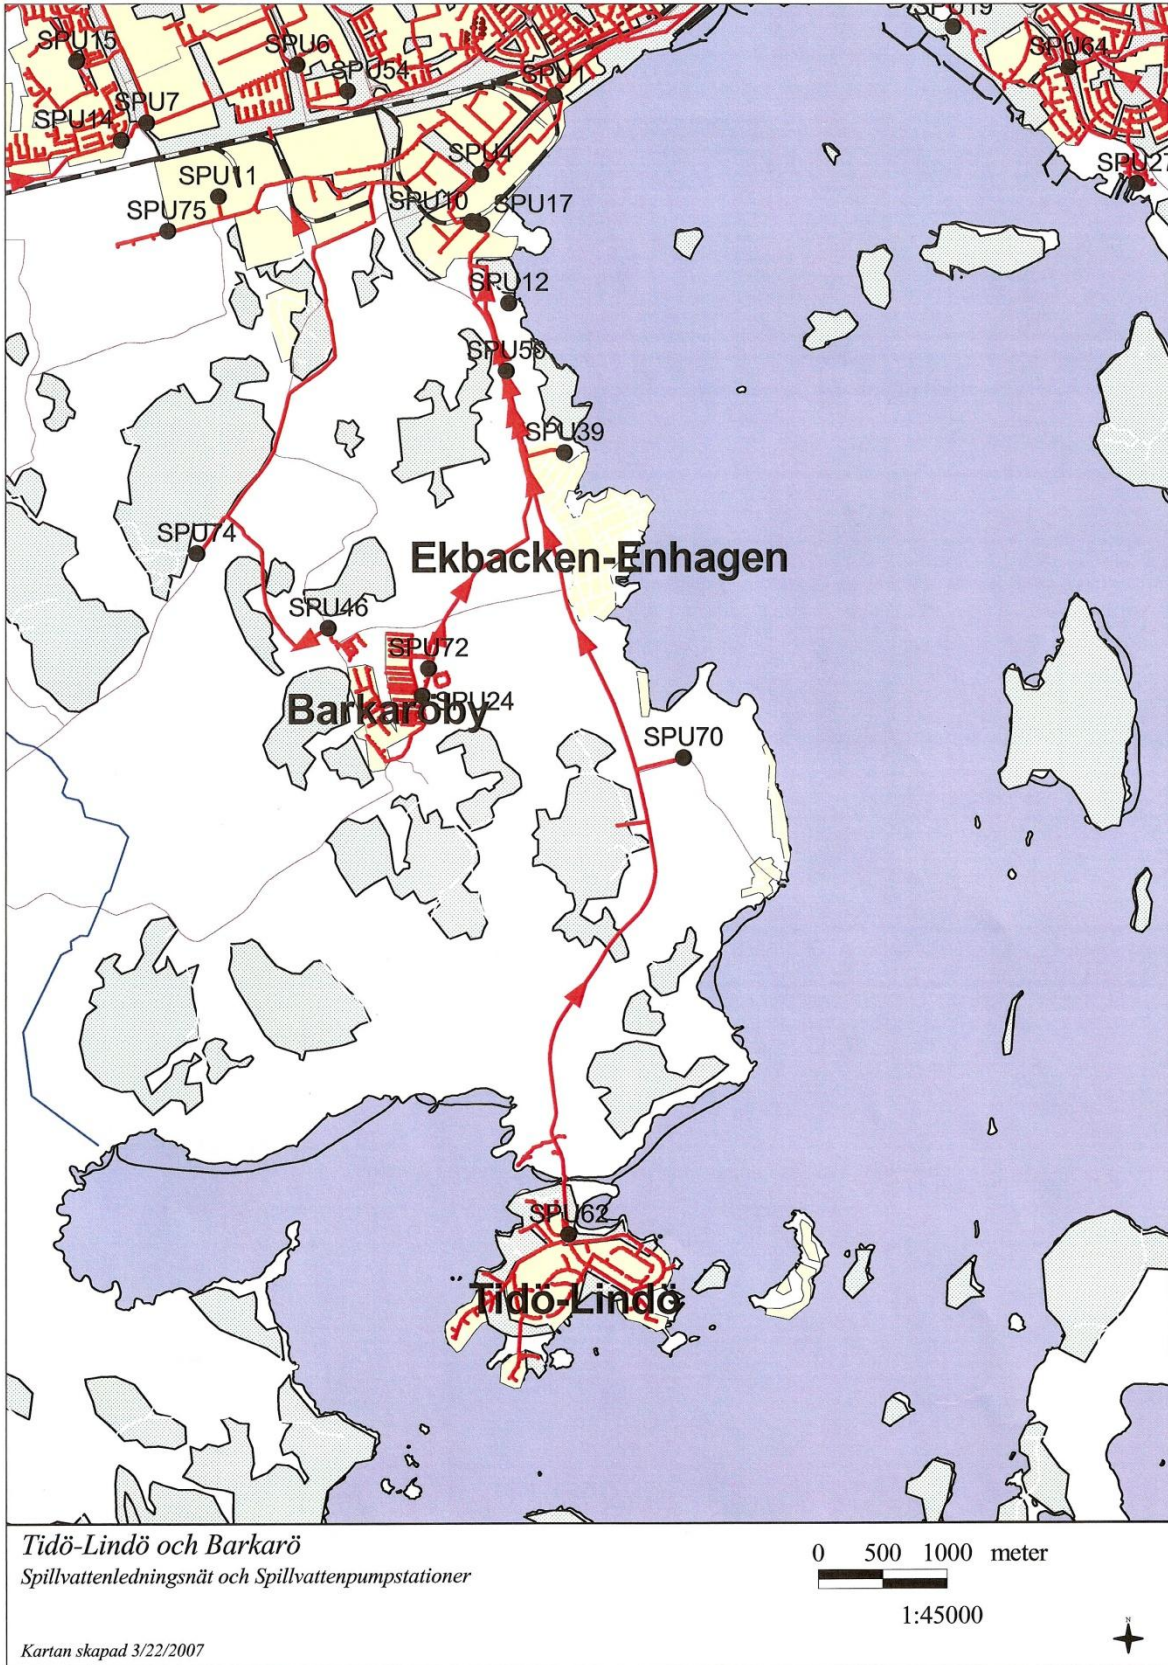 SPU19
SPU15
SPU6
SPU64
SPU54
SPU1
SPU7
SPU14
SPU4
SPU27
SPU11
SPU10
SPU17
SPU75
SPU12
SPU50
SPU39
SPU74
Ekbacken-Enhagen
SPU46
SPU72
SPU24
Barkaröby
SPU70
SPU62
Tidö-Lindö
Tidö-Lindö och Barkarö
Spillvattenledningsnät och Spillvattenpumpstationer
0 500 1000 meter
1:45000
N
Kartan skapad 3/22/2007